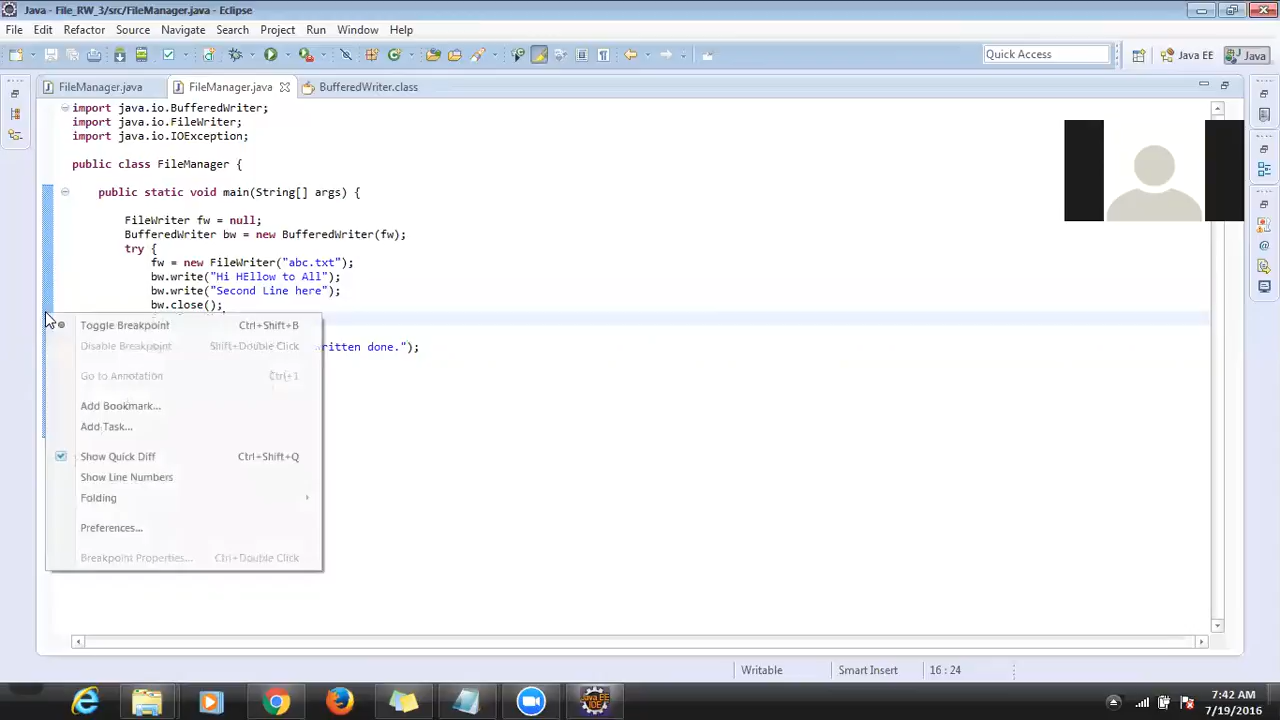 Java - File_RW_3/src/FileManager.java - Eclipse
File Edit Refactor Source Navigate Search Project Run Window Help
Quick Access Java EE Java
FileManager.java FileManager.java BufferedWriter.class
import java.io.BufferedWriter;
import java.io.FileWriter;
import java.io.IOException;
public class FileManager {
public static void main(String[] args) {
FileWriter fw = null;
BufferedWriter bw = new BufferedWriter(fw);
try {
fw = new FileWriter("abc.txt");
bw.write("Hi HEllow to All");
bw.write("Second Line here");
bw.close();
Toggle Breakpoint Ctrl+Shift+B
Disable Breakpoint Shift+Double Click
ritten done.");
Go to Annotation Ctrl+1
Add Bookmark...
Add Task...
Show Quick Diff Ctrl+Shift+Q
Show Line Numbers
Folding
Preferences...
Breakpoint Properties... Ctrl+Double Click
Writable Smart Insert 16 : 24
Java EE IDE
7:42 AM
7/19/2016